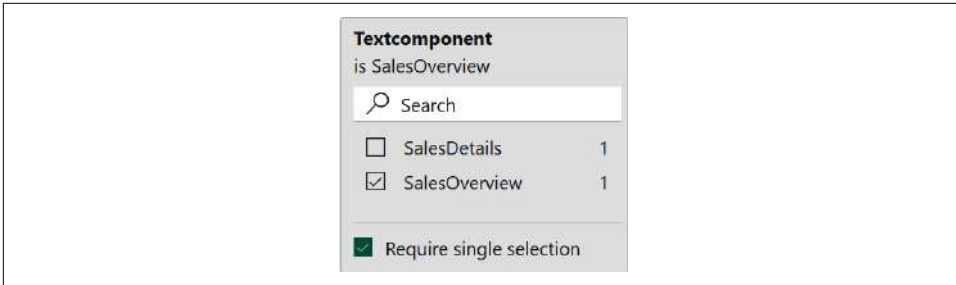 Textcomponent
is SalesOverview
Search
SalesDetails 1
SalesOverview 1
Require single selection